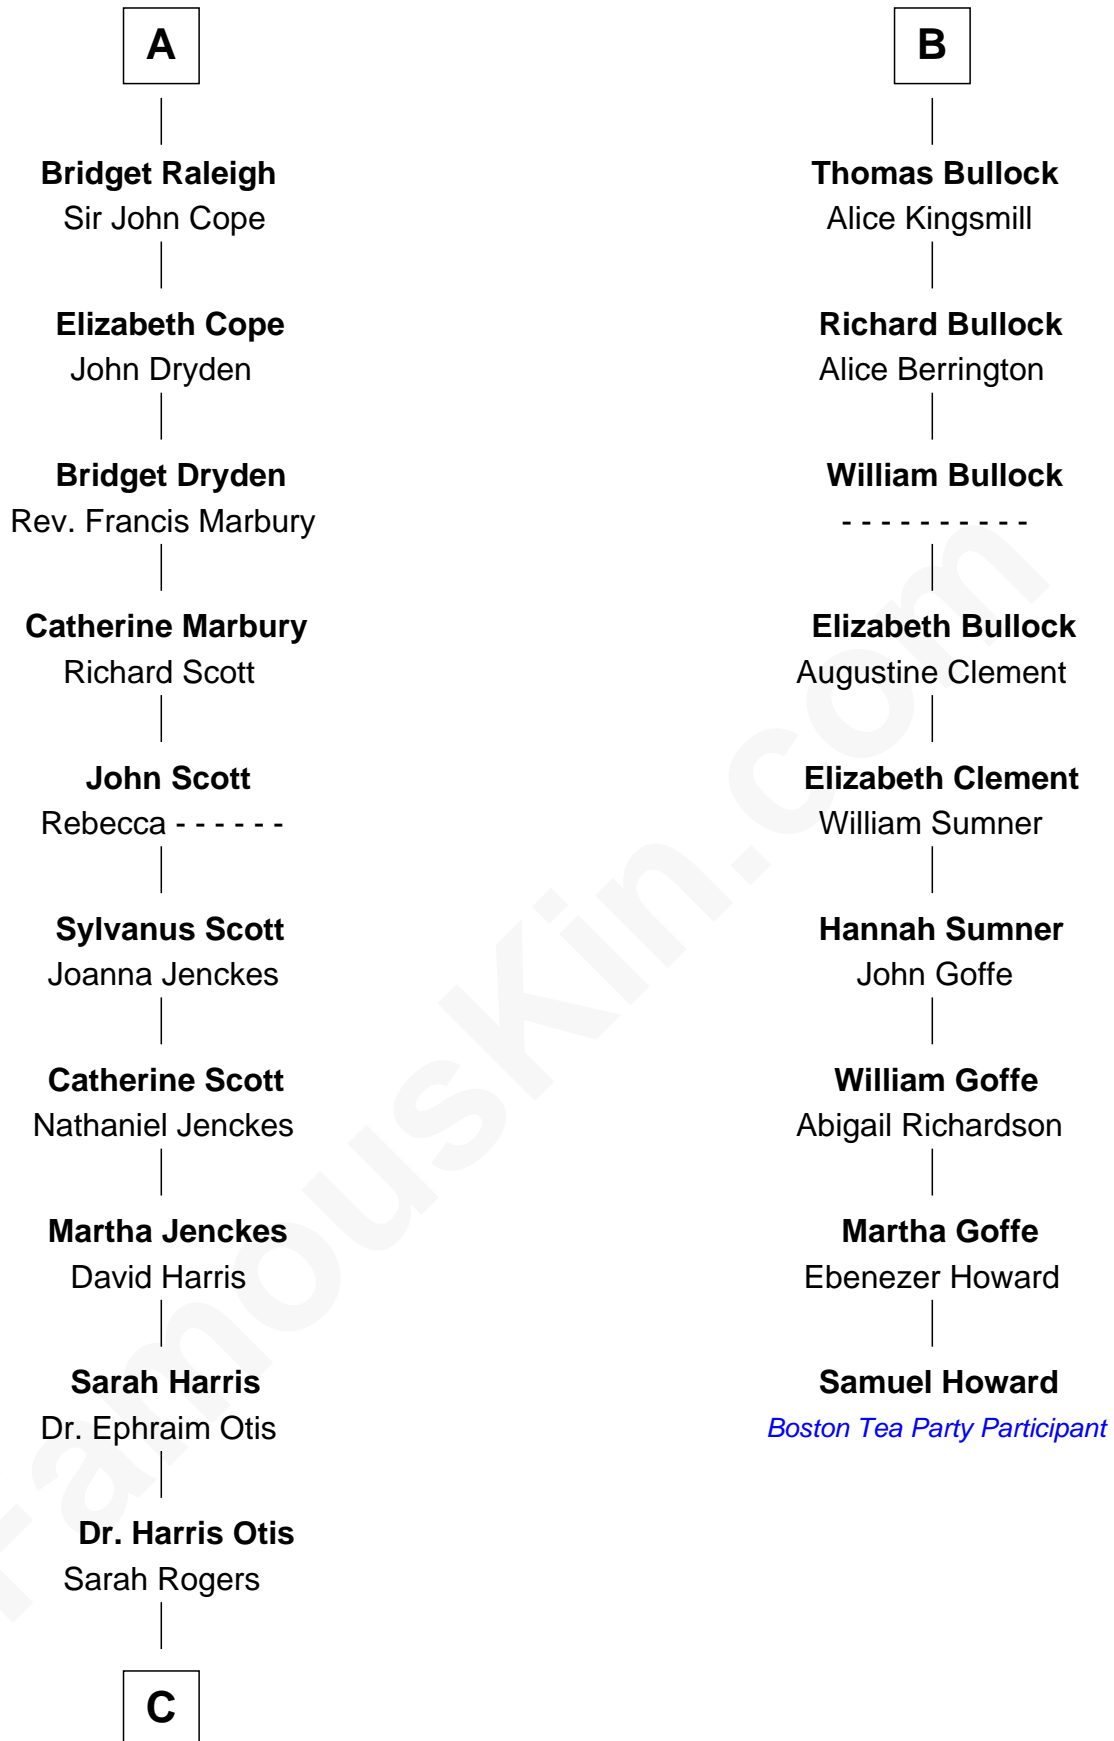 A
Bridget Raleigh
Sir John Cope
Elizabeth Cope
John Dryden
Bridget Dryden
Rev. Francis Marbury
Catherine Marbury
Richard Scott
John Scott
Rebecca - - - - - -
Sylvanus Scott
Joanna Jenckes
Catherine Scott
Nathaniel Jenckes
Martha Jenckes
David Harris
Sarah Harris
Dr. Ephraim Otis
Dr. Harris Otis
Sarah Rogers
C
B
Thomas Bullock
Alice Kingsmill
Richard Bullock
Alice Berrington
William Bullock
- - - - - - - - - -
Elizabeth Bullock
Augustine Clement
Elizabeth Clement
William Sumner
Hannah Sumner
John Goffe
William Goffe
Abigail Richardson
Martha Goffe
Ebenezer Howard
Samuel Howard
Boston Tea Party Participant
FamousKin.com